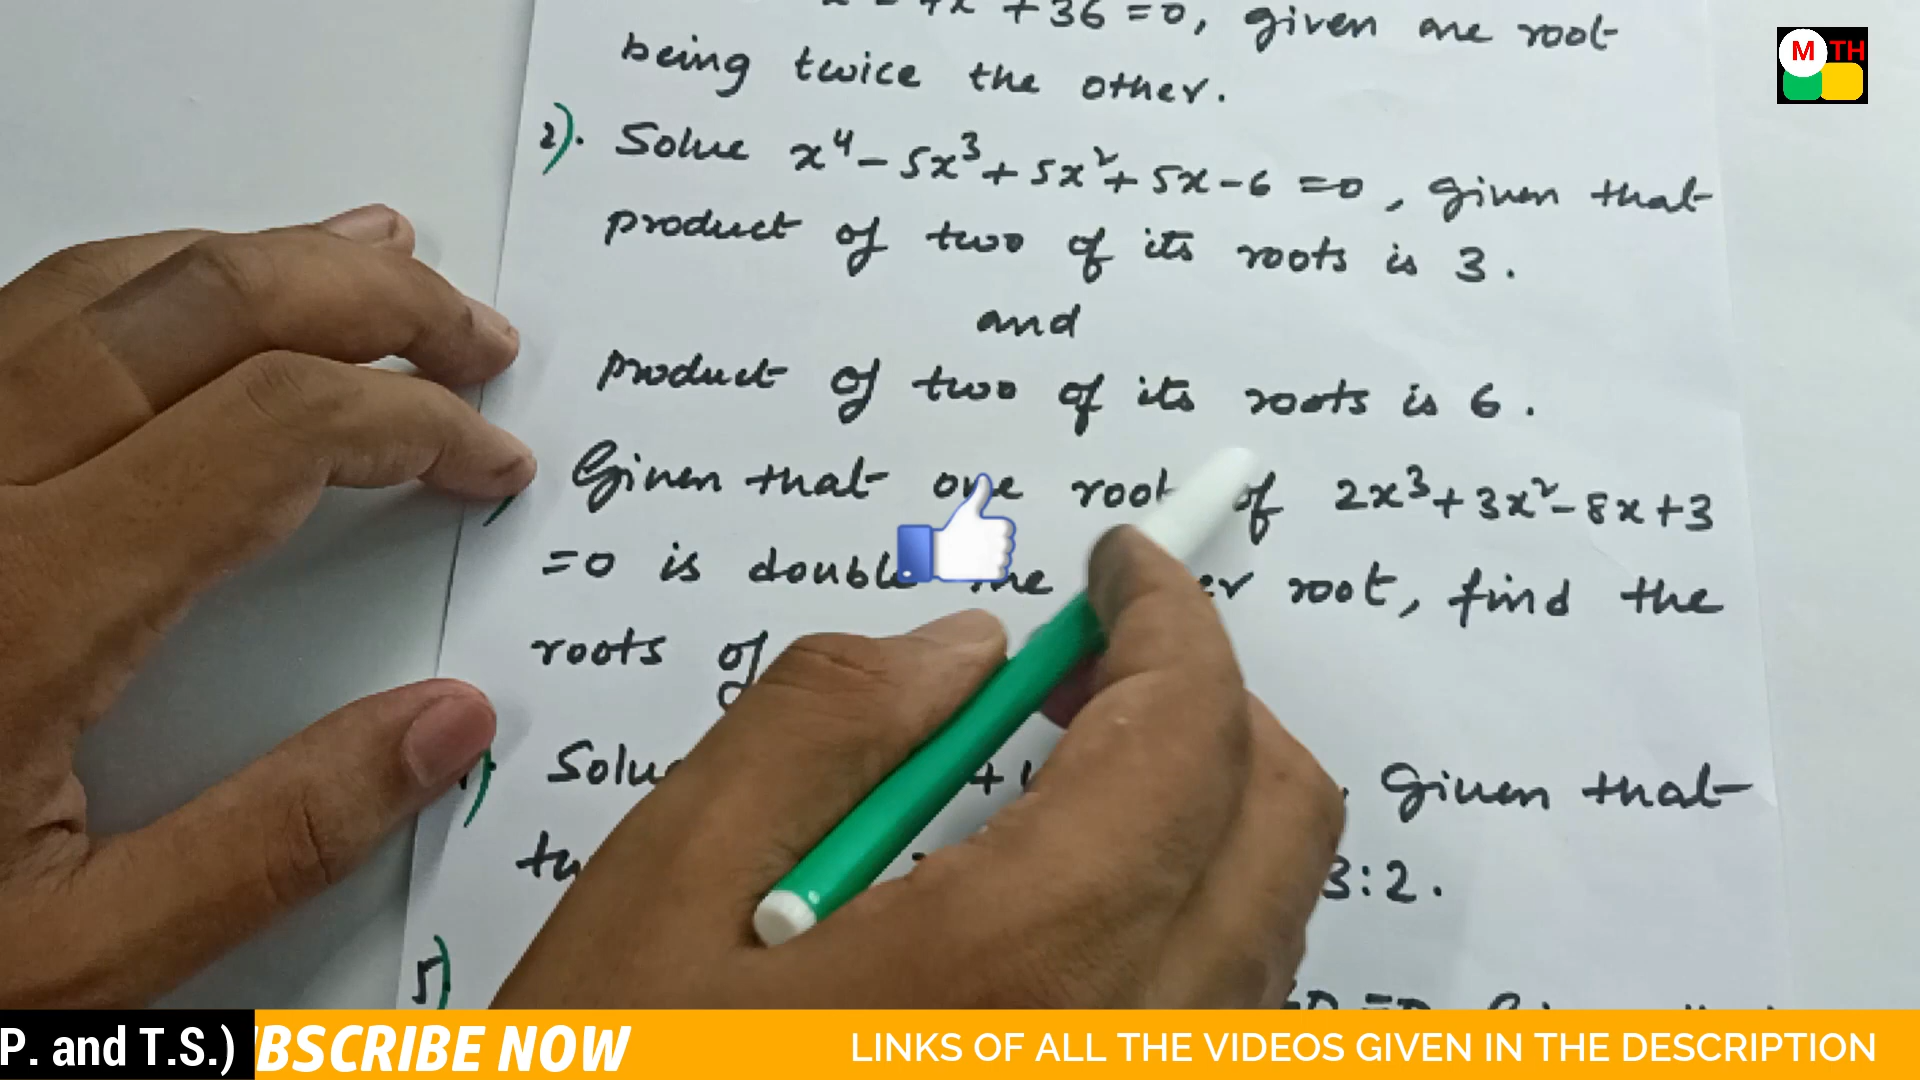 + 36 = 0, given one root
being twice the other.
2). Solve x⁴ - 5x³ + 5x² + 5x - 6 = 0, given that
product of two of its roots is 3.
and
product of two of its roots is 6.
Given that one root of 2x³ + 3x² - 8x + 3
= 0 is double the root, find the
roots of
Given that
3:2.
5)
M TH
P. and T.S.)
BSCRIBE NOW
LINKS OF ALL THE VIDEOS GIVEN IN THE DESCRIPTION